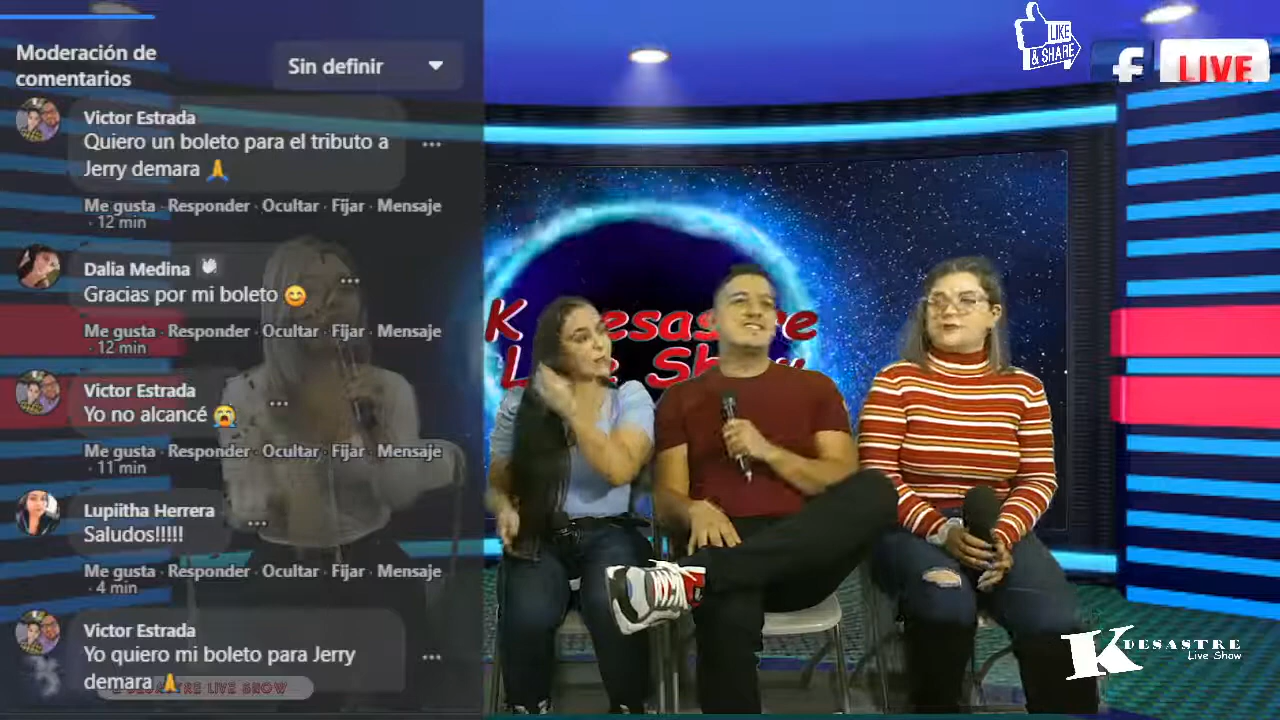 Moderación de
comentarios
Sin definir
LIKE
& SHARE
f
LIVE
Victor Estrada
Quiero un boleto para el tributo a
Jerry demara 🙏
Me gusta · Responder · Ocultar · Fijar · Mensaje
· 12 min
Dalia Medina
Gracias por mi boleto 😊
Me gusta · Responder · Ocultar · Fijar · Mensaje
· 12 min
Victor Estrada
Yo no alcancé 😭
Me gusta · Responder · Ocultar · Fijar · Mensaje
· 11 min
Lupiitha Herrera
Saludos!!!!!
Me gusta · Responder · Ocultar · Fijar · Mensaje
· 4 min
Victor Estrada
Yo quiero mi boleto para Jerry
demara 🙏
DESASTRE LIVE SHOW
K DESASTRE
Live Show